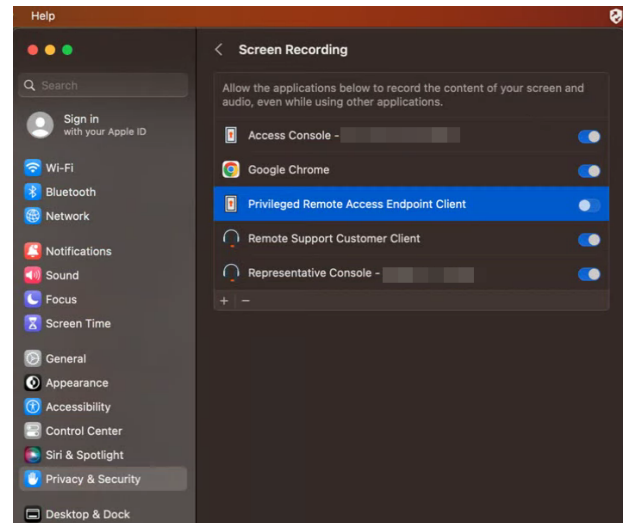 Help
Screen Recording
Search
Allow the applications below to record the content of your screen and
audio, even while using other applications.
Sign in
with your Apple ID
Access Console -
Wi-Fi
Google Chrome
Bluetooth
Privileged Remote Access Endpoint Client
Network
Remote Support Customer Client
Notifications
Sound
Representative Console -
Focus
+ −
Screen Time
General
Appearance
Accessibility
Control Center
Siri & Spotlight
Privacy & Security
Desktop & Dock